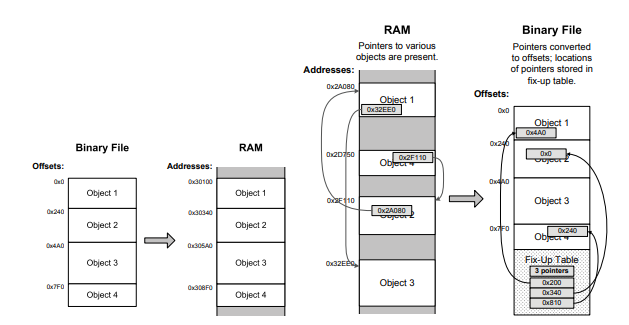 Binary File
Offsets:
0x0
Object 1
0x240
Object 2
0x4A0
Object 3
0x7F0
Object 4
RAM
Addresses:
0x30100
Object 1
0x30340
Object 2
0x305A0
Object 3
0x308F0
Object 4
RAM
Pointers to various
objects are present.
Addresses:
0x2A080
Object 1
0x32EE0
0x2D750
0x2F110
Object 4
0x2F110
0x2A080
Object 2
0x32EE0
Object 3
Binary File
Pointers converted
to offsets; locations
of pointers stored in
fix-up table.
Offsets:
0x0
Object 1
0x4A0
0x240
0x0
Object 2
0x4A0
Object 3
0x7F0
0x240
Object 4
Fix-Up Table
3 pointers
0x200
0x340
0x810